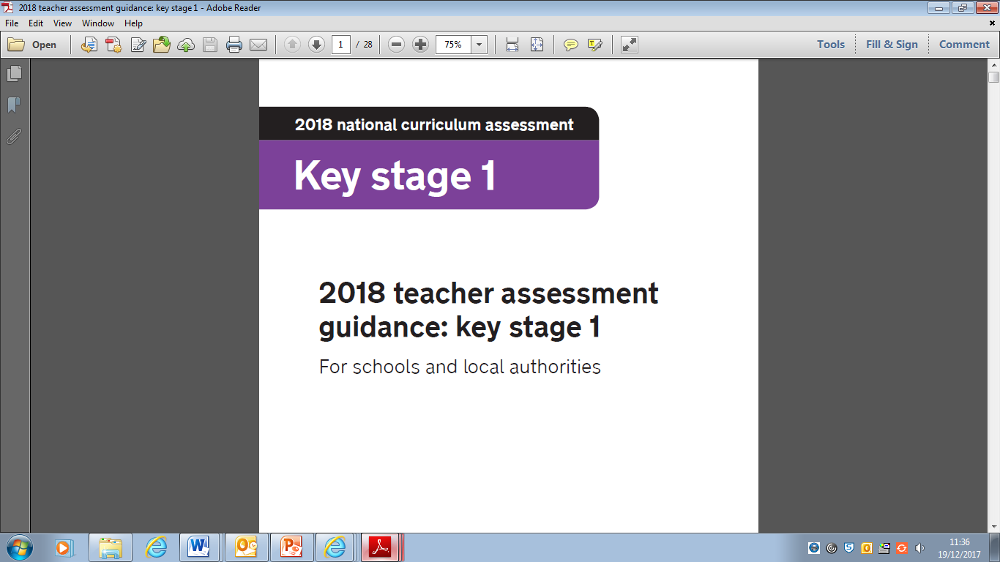 2018 teacher assessment guidance: key stage 1 - Adobe Reader
File Edit View Window Help
Open 1 / 28 75% Tools Fill & Sign Comment
2018 national curriculum assessment
Key stage 1
2018 teacher assessment
guidance: key stage 1
For schools and local authorities
11:36
19/12/2017